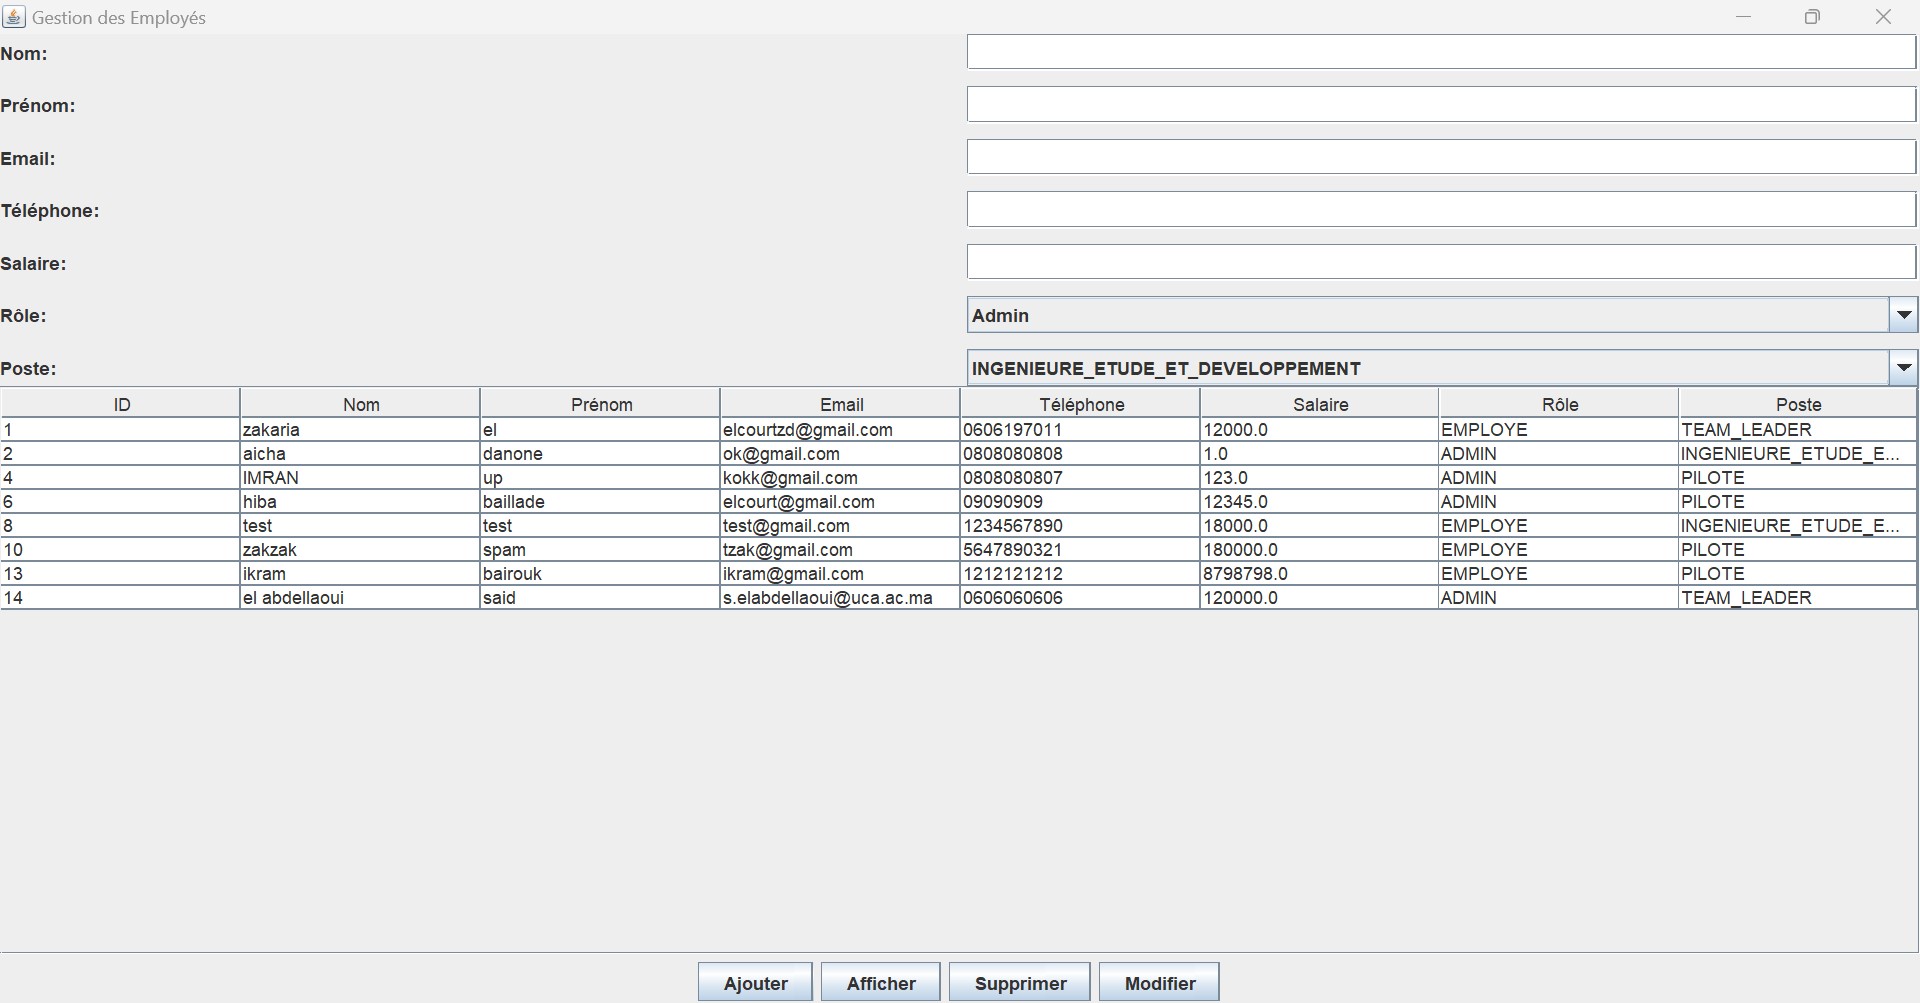 Gestion des Employés
Nom:
Prénom:
Email:
Téléphone:
Salaire:
Rôle: Admin
Poste: INGENIEURE_ETUDE_ET_DEVELOPPEMENT
ID Nom Prénom Email Téléphone Salaire Rôle Poste
1 zakaria el elcourtzd@gmail.com 0606197011 12000.0 EMPLOYE TEAM_LEADER
2 aicha danone ok@gmail.com 0808080808 1.0 ADMIN INGENIEURE_ETUDE_E...
4 IMRAN up kokk@gmail.com 0808080807 123.0 ADMIN PILOTE
6 hiba baillade elcourt@gmail.com 09090909 12345.0 ADMIN PILOTE
8 test test test@gmail.com 1234567890 18000.0 EMPLOYE INGENIEURE_ETUDE_E...
10 zakzak spam tzak@gmail.com 5647890321 180000.0 EMPLOYE PILOTE
13 ikram bairouk ikram@gmail.com 1212121212 8798798.0 EMPLOYE PILOTE
14 el abdellaoui said s.elabdellaoui@uca.ac.ma 0606060606 120000.0 ADMIN TEAM_LEADER
Ajouter Afficher Supprimer Modifier